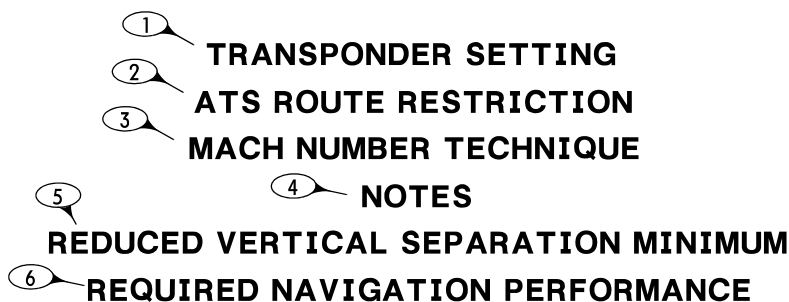 1 TRANSPONDER SETTING
2 ATS ROUTE RESTRICTION
3 MACH NUMBER TECHNIQUE
4 NOTES
5 REDUCED VERTICAL SEPARATION MINIMUM
6 REQUIRED NAVIGATION PERFORMANCE